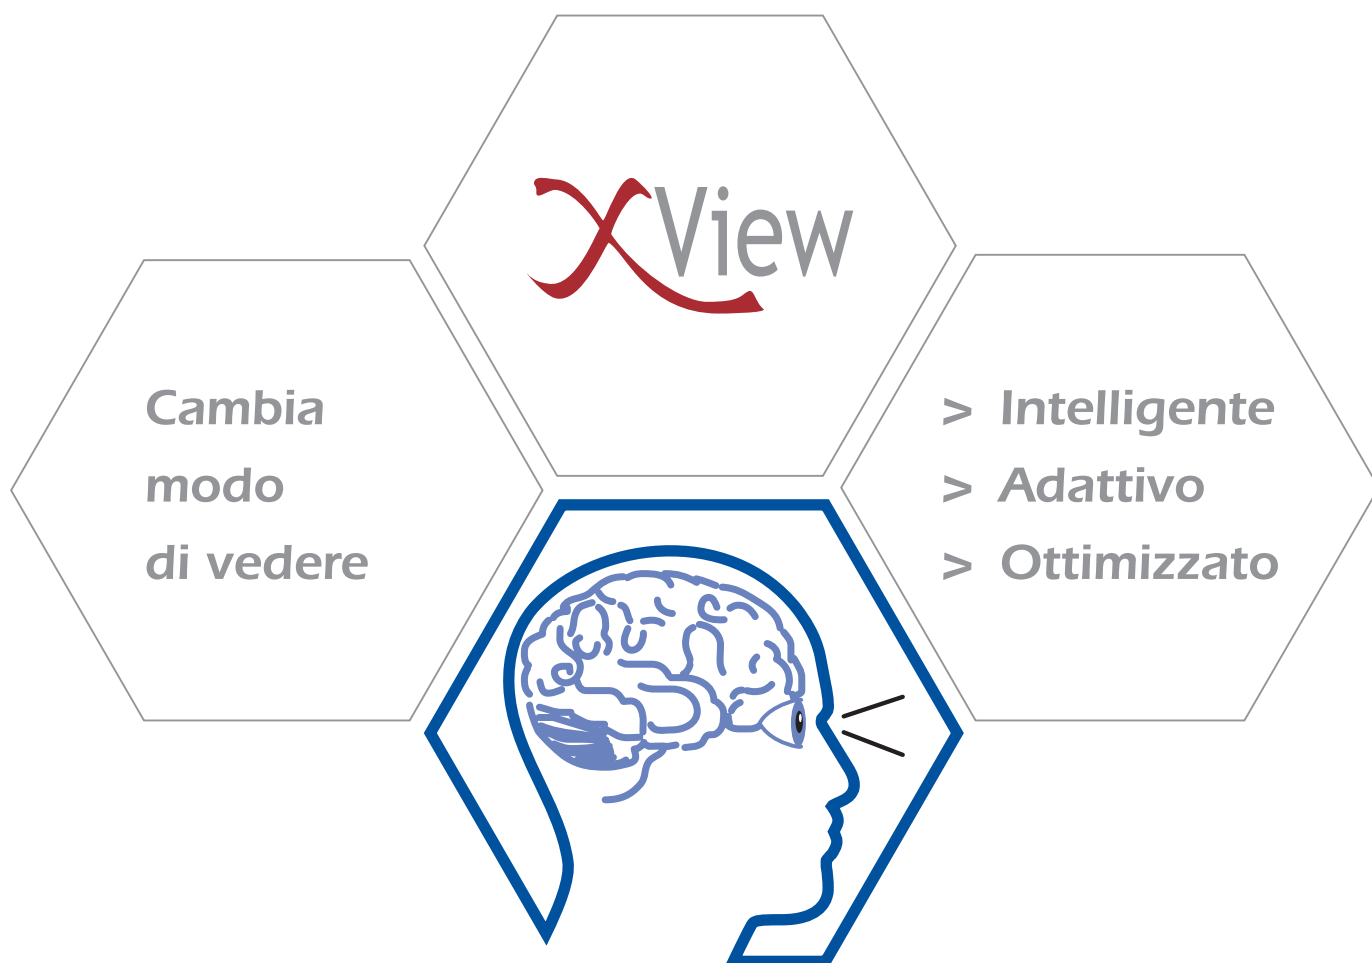 XView
Cambia
modo
di vedere
> Intelligente
> Adattivo
> Ottimizzato